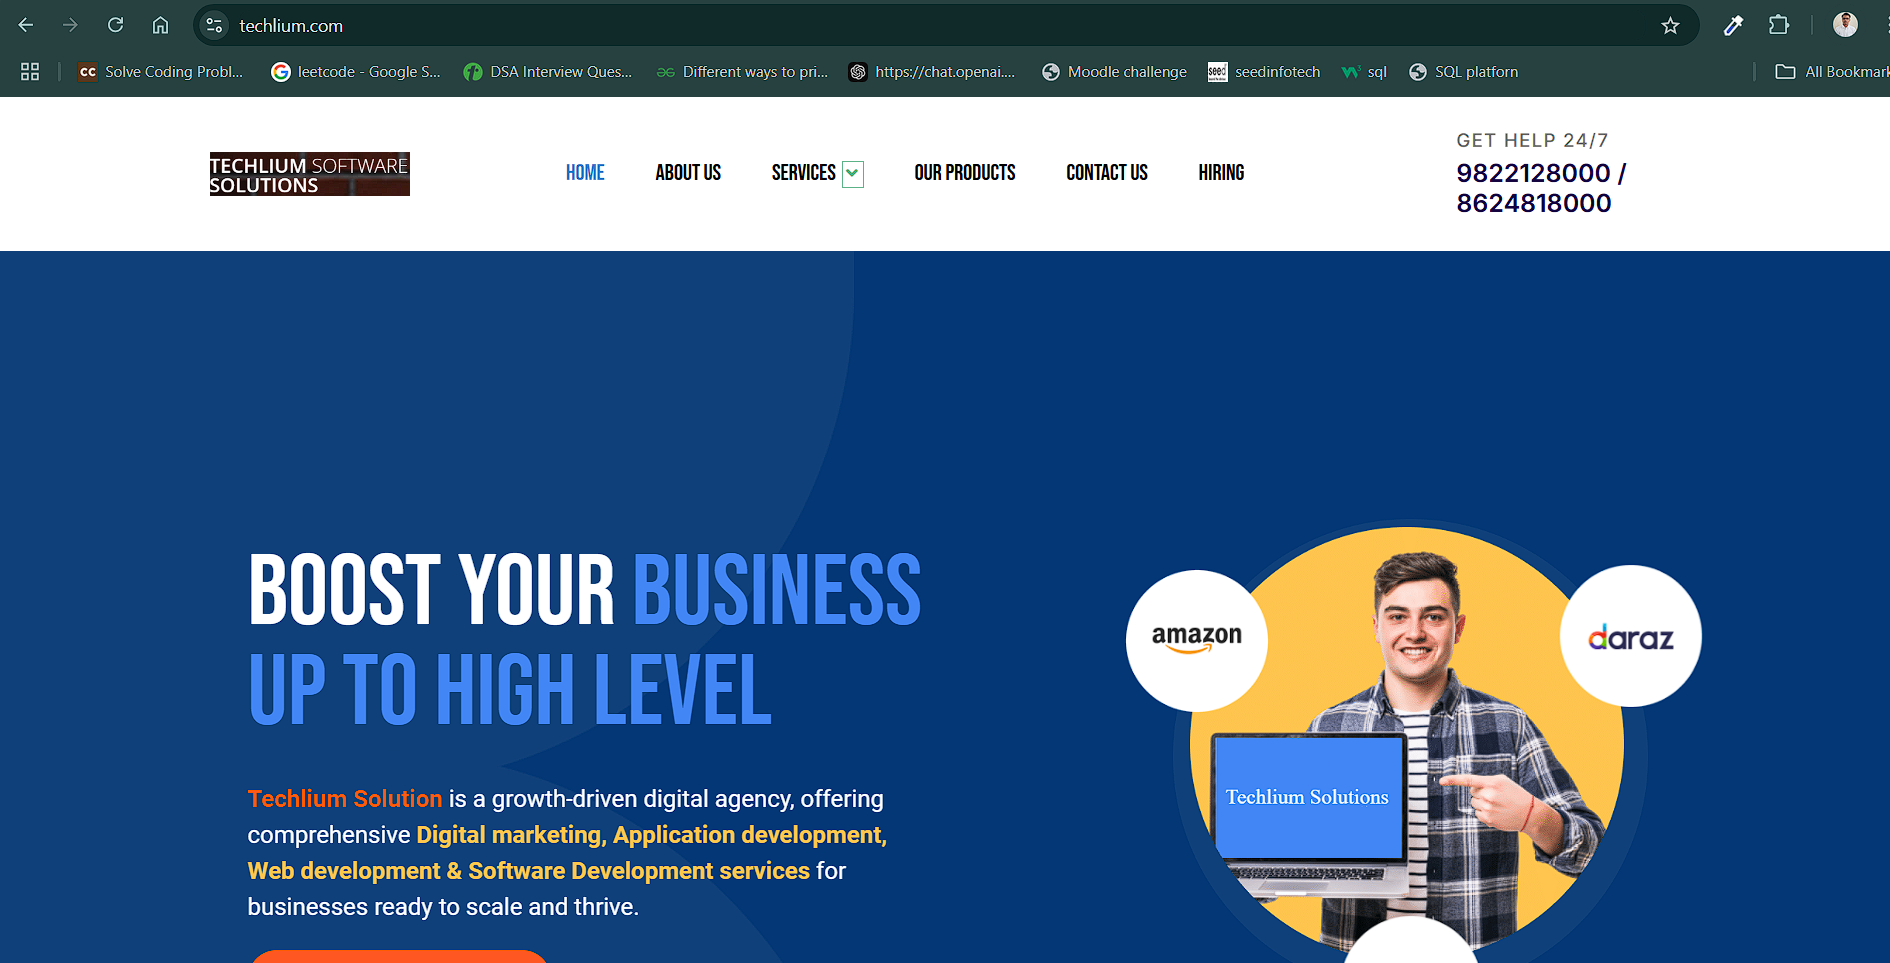 techlium.com
Solve Coding Probl...
leetcode - Google S...
DSA Interview Ques...
Different ways to pri...
https://chat.openai....
Moodle challenge
seed
seedinfotech
sql
SQL platforn
All Bookmark
TECHLIUM SOFTWARE
SOLUTIONS
HOME
ABOUT US
SERVICES
OUR PRODUCTS
CONTACT US
HIRING
GET HELP 24/7
9822128000 /
8624818000
BOOST YOUR BUSINESS
UP TO HIGH LEVEL
Techlium Solution is a growth-driven digital agency, offering
comprehensive Digital marketing, Application development,
Web development & Software Development services for
businesses ready to scale and thrive.
amazon
daraz
Techlium Solutions